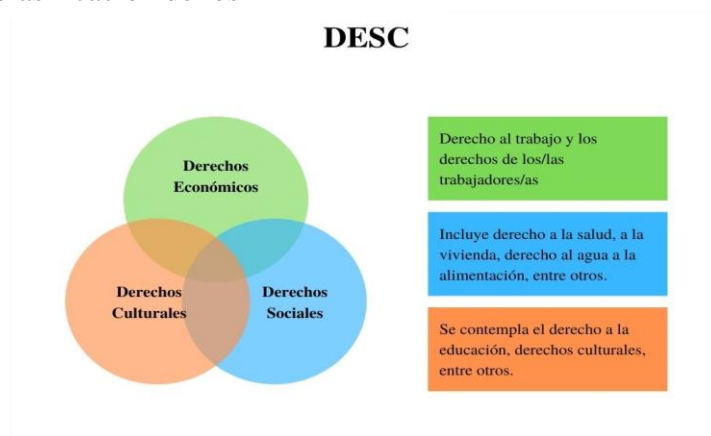 DESC
Derechos
Económicos
Derechos
Culturales
Derechos
Sociales
Derecho al trabajo y los
derechos de los/las
trabajadores/as
Incluye derecho a la salud, a la
vivienda, derecho al agua a la
alimentación, entre otros.
Se contempla el derecho a la
educación, derechos culturales,
entre otros.